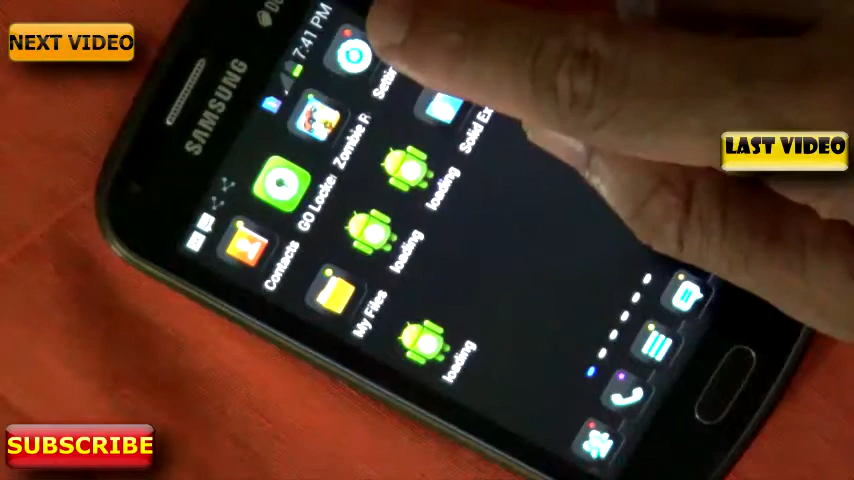 NEXT VIDEO
LAST VIDEO
SUBSCRIBE
SAMSUNG
7:41 PM
Settin
Zombie R
Solid Ex
GO Locke
loading
Contacts
loading
My Files
loading